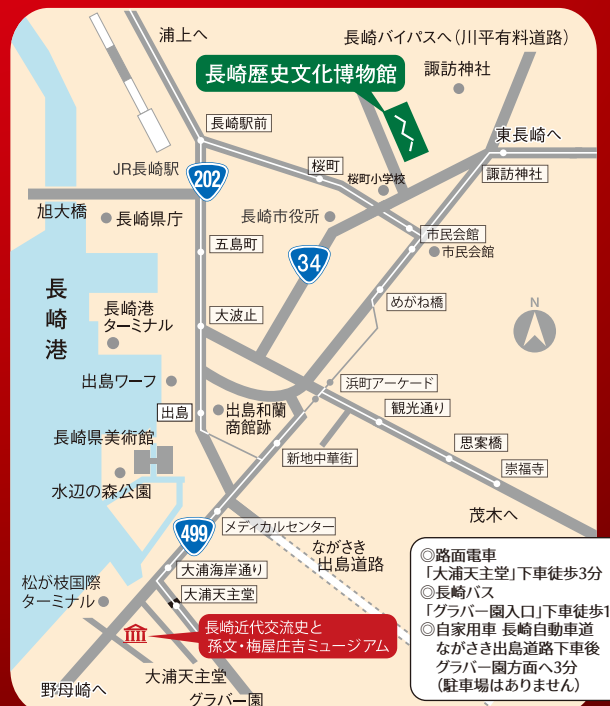 浦上へ
長崎バイパスへ(川平有料道路)
長崎歴史文化博物館
諏訪神社
長崎駅前
東長崎へ
JR長崎駅
202
桜町
桜町小学校
諏訪神社
旭大橋
長崎県庁
長崎市役所
市民会館
市民会館
五島町
34
長崎港
めがね橋
N
長崎港
ターミナル
大波止
出島ワーフ
浜町アーケード
出島
出島和蘭
商館跡
観光通り
長崎県美術館
新地中華街
思案橋
崇福寺
水辺の森公園
茂木へ
499
メディカルセンター
ながさき
出島道路
大浦海岸通り
松が枝国際
ターミナル
大浦天主堂
長崎近代交流史と
孫文・梅屋庄吉ミュージアム
大浦天主堂
野母崎へ
グラバー園
◎路面電車
「大浦天主堂」下車徒歩3分
◎長崎バス
「グラバー園入口」下車徒歩1
◎自家用車 長崎自動車道
ながさき出島道路下車後
グラバー園方面へ3分
(駐車場はありません)